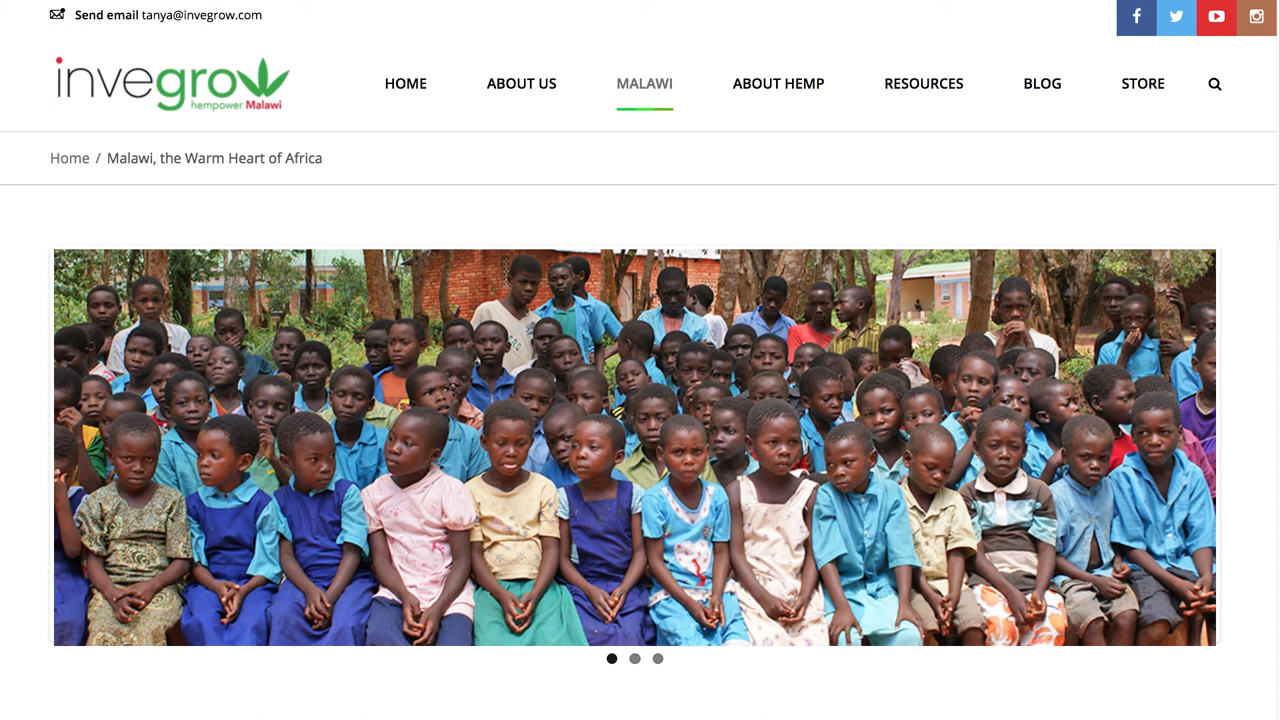 Send email tanya@invegrow.com
invegrow
hempower Malawi
HOME ABOUT US MALAWI ABOUT HEMP RESOURCES BLOG STORE
Home / Malawi, the Warm Heart of Africa